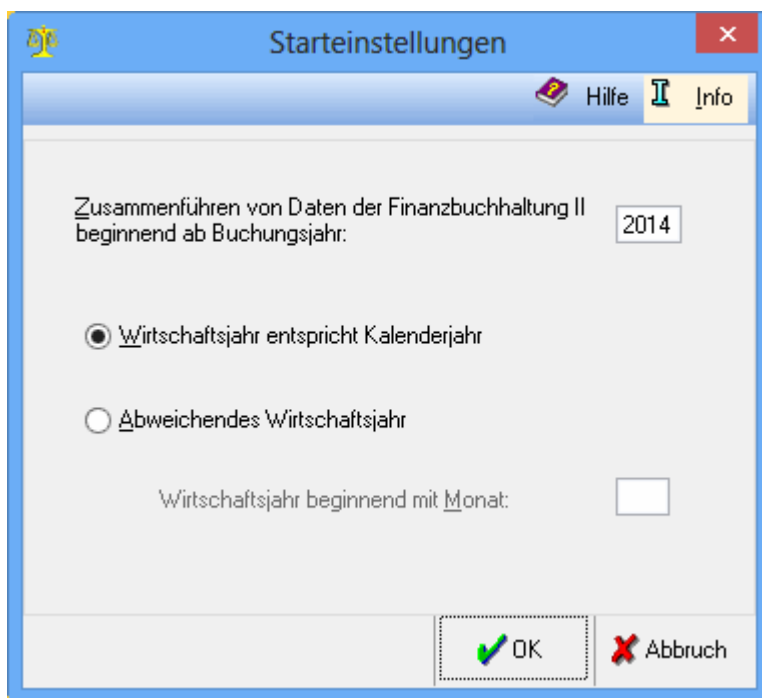 Starteinstellungen
Hilfe Info
Zusammenführen von Daten der Finanzbuchhaltung II
beginnend ab Buchungsjahr:
2014
Wirtschaftsjahr entspricht Kalenderjahr
Abweichendes Wirtschaftsjahr
Wirtschaftsjahr beginnend mit Monat:
OK Abbruch